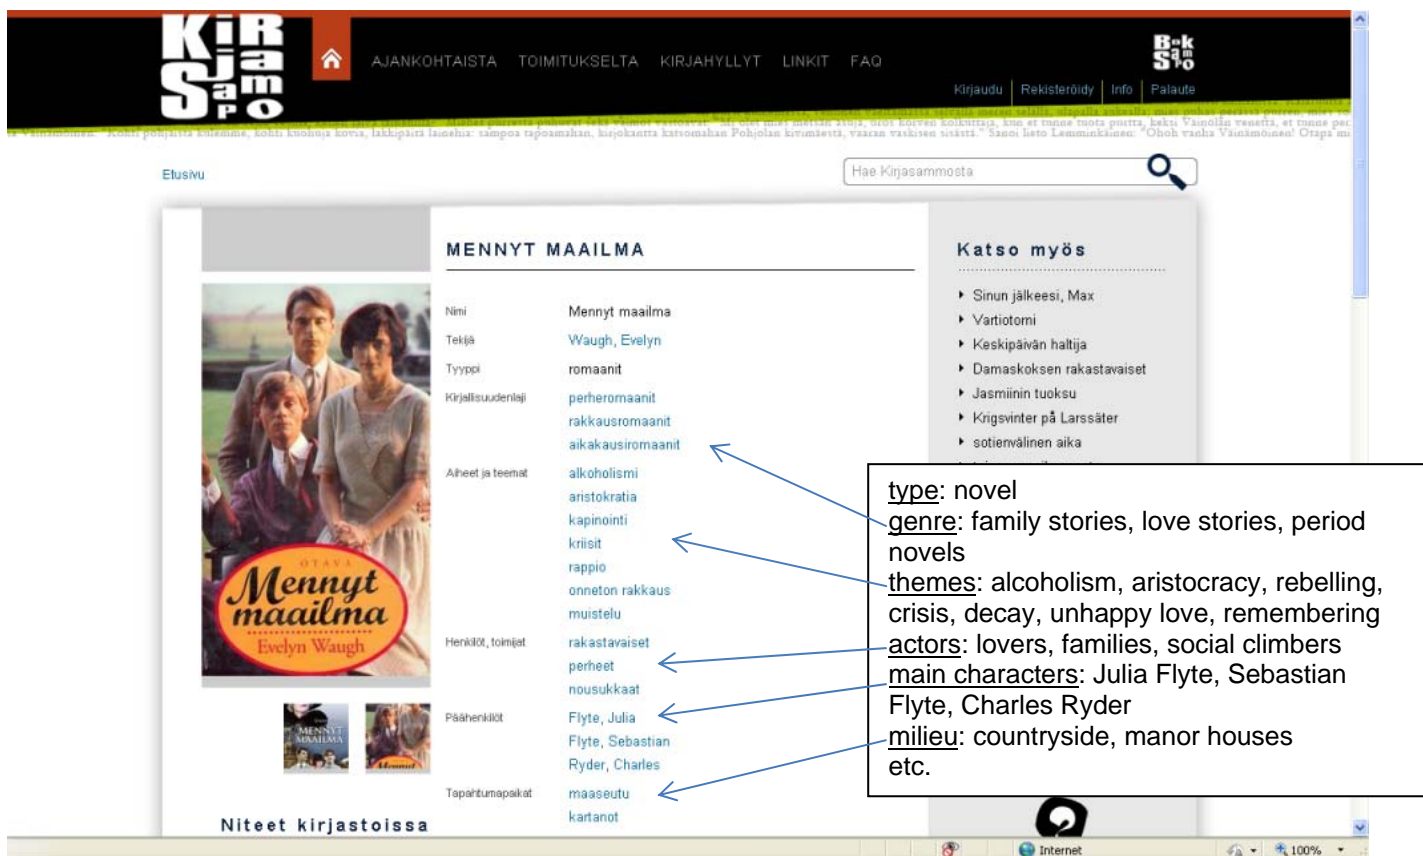 KiRjaSampo
AJANKOHTAISTA TOIMITUKSELTA KIRJAHYLLYT LINKIT FAQ
BokSampo
Kirjaudu Rekisteröidy Info Palaute
Etusivu
Hae Kirjasammosta
MENNYT MAAILMA
Nimi Mennyt maailma
Tekijä Waugh, Evelyn
Tyyppi romaanit
Kirjallisuudenlaji perheromaanit
rakkausromaanit
aikakausiromaanit
Aiheet ja teemat alkoholismi
aristokratia
kapinointi
kriisit
rappio
onneton rakkaus
muistelu
Henkilöt, toimijat rakastavaiset
perheet
nousukkaat
Päähenkilöt Flyte, Julia
Flyte, Sebastian
Ryder, Charles
Tapahtumapaikat maaseutu
kartanot
OTAVA
Mennyt
maailma
Evelyn Waugh
MENNYT
MAAILMA
Niteet kirjastoissa
Katso myös
Sinun jälkeesi, Max
Vartiotorni
Keskipäivän haltija
Damaskoksen rakastavaiset
Jasmiinin tuoksu
Krigsvinter på Larssäter
sotienvälinen aika
type: novel
genre: family stories, love stories, period
novels
themes: alcoholism, aristocracy, rebelling,
crisis, decay, unhappy love, remembering
actors: lovers, families, social climbers
main characters: Julia Flyte, Sebastian
Flyte, Charles Ryder
milieu: countryside, manor houses
etc.
Internet 100%